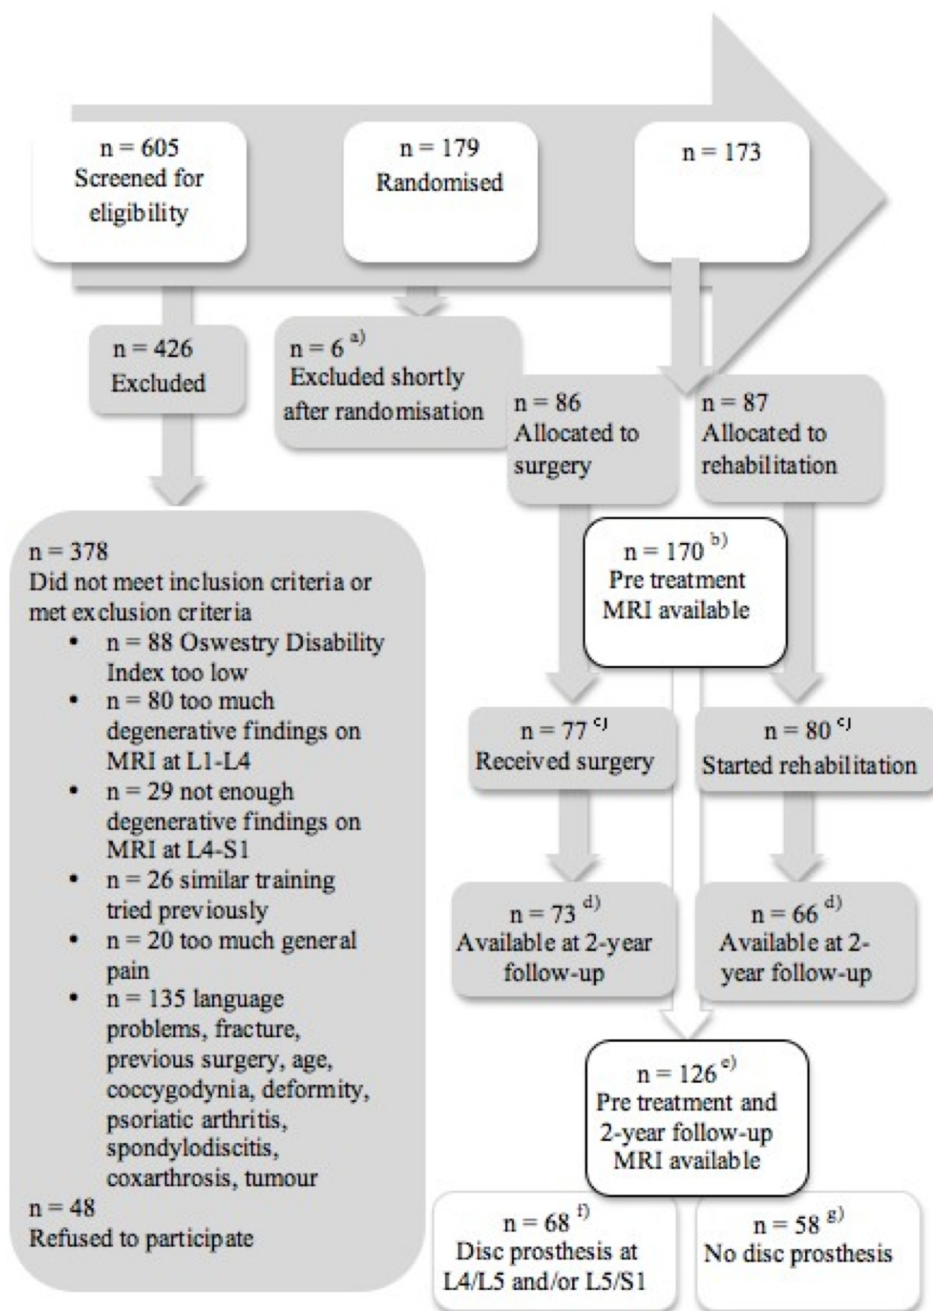 n = 605
Screened for
eligibility
n = 179
Randomised
n = 173
n = 426
Excluded
n = 6 a)
Excluded shortly
after randomisation
n = 86
Allocated to
surgery
n = 87
Allocated to
rehabilitation
n = 378
Did not meet inclusion criteria or
met exclusion criteria
• n = 88 Oswestry Disability
Index too low
• n = 80 too much
degenerative findings on
MRI at L1-L4
• n = 29 not enough
degenerative findings on
MRI at L4-S1
• n = 26 similar training
tried previously
• n = 20 too much general
pain
• n = 135 language
problems, fracture,
previous surgery, age,
coccygodynia, deformity,
psoriatic arthritis,
spondylodiscitis,
coxarthrosis, tumour
n = 48
Refused to participate
n = 170 b)
Pre treatment
MRI available
n = 77 c)
Received surgery
n = 80 c)
Started rehabilitation
n = 73 d)
Available at 2-year
follow-up
n = 66 d)
Available at 2-
year follow-up
n = 126 e)
Pre treatment and
2-year follow-up
MRI available
n = 68 f)
Disc prosthesis at
L4/L5 and/or L5/S1
n = 58 g)
No disc prosthesis